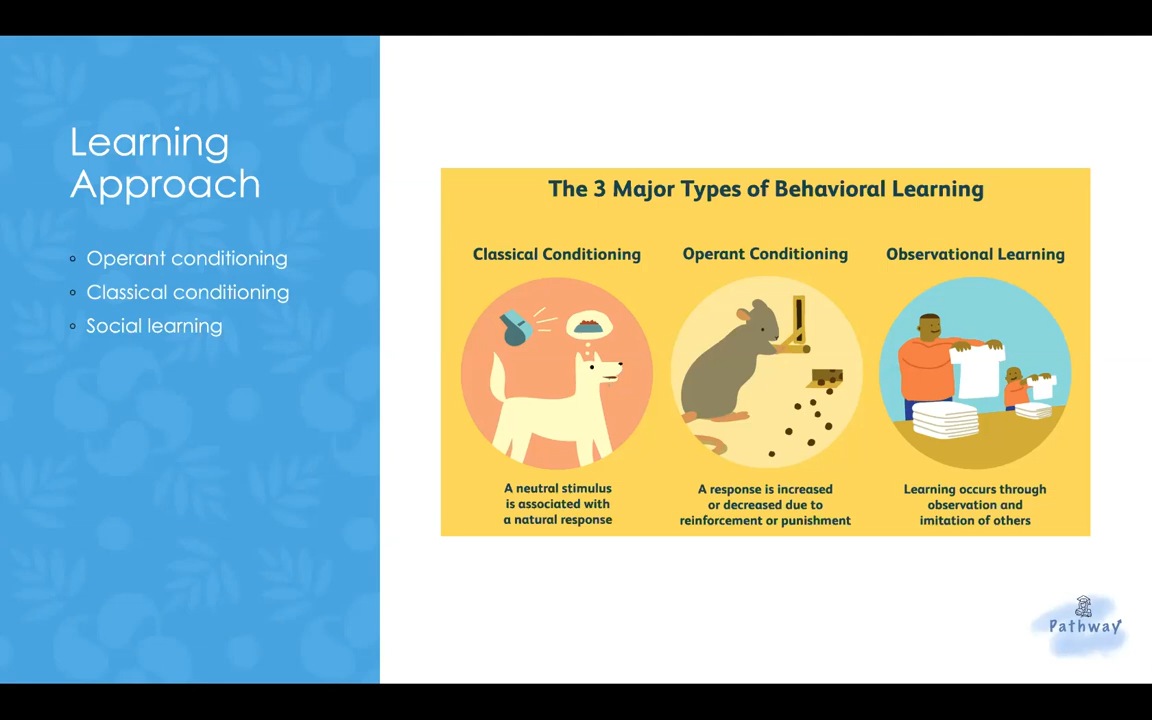 Learning
Approach
Operant conditioning
Classical conditioning
Social learning
The 3 Major Types of Behavioral Learning
Classical Conditioning
A neutral stimulus
is associated with
a natural response
Operant Conditioning
A response is increased
or decreased due to
reinforcement or punishment
Observational Learning
Learning occurs through
observation and
imitation of others
Pathway